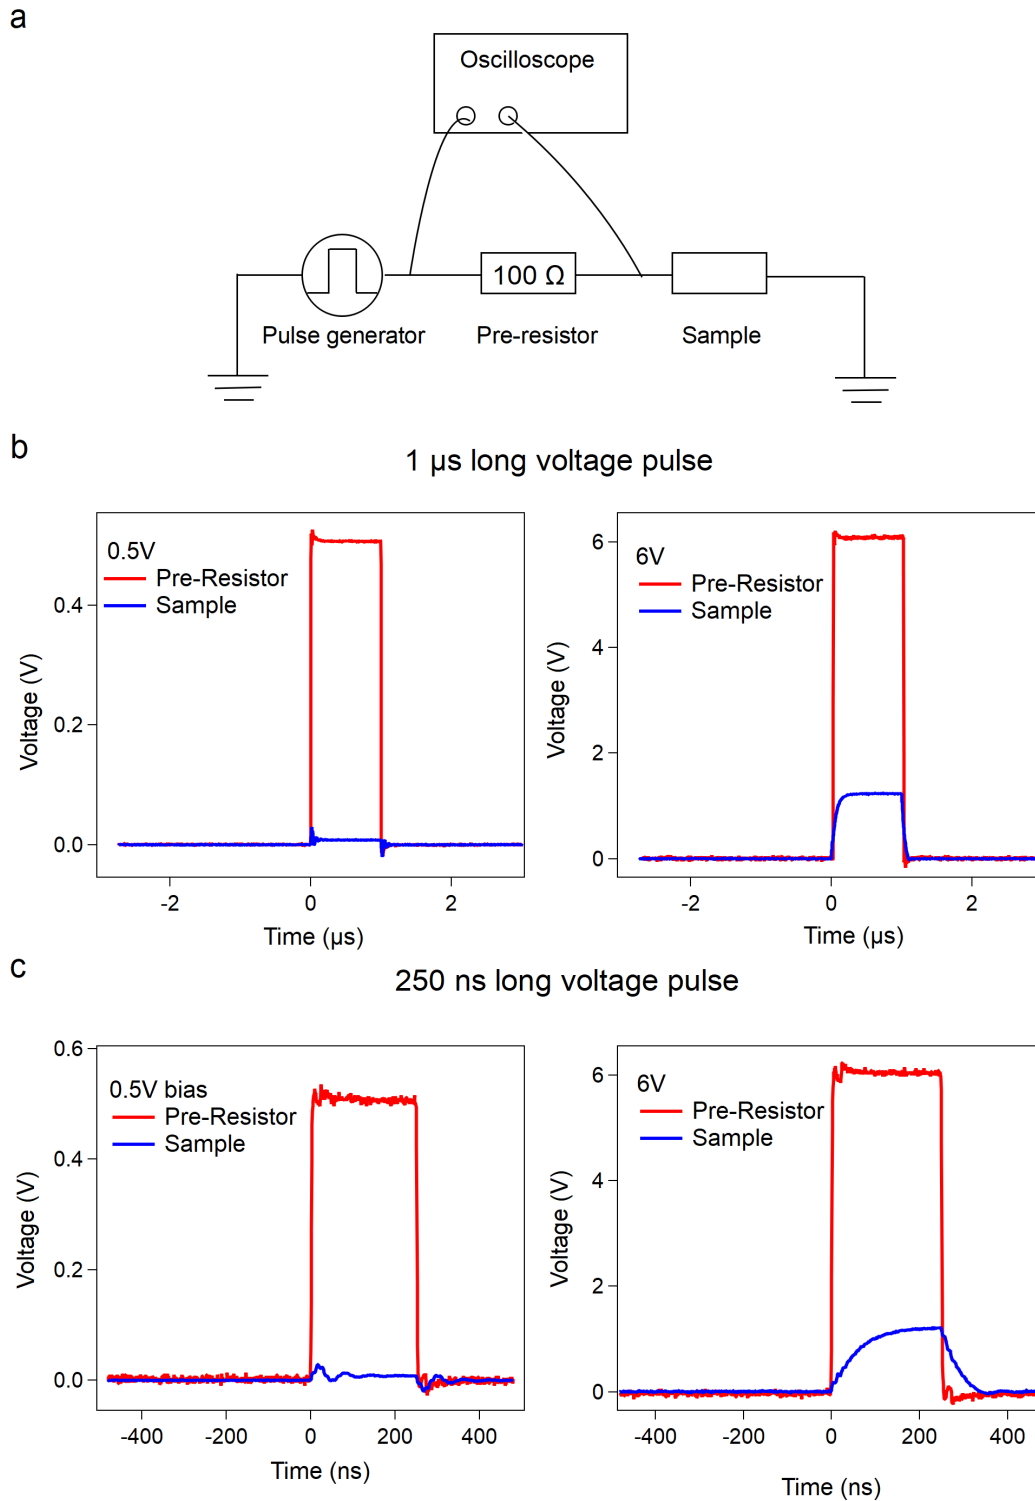 a
Oscilloscope
100 Ω
Pulse generator
Pre-resistor
Sample
b
1 µs long voltage pulse
0.5V
Pre-Resistor
Sample
0.4
0.2
0.0
Voltage (V)
-2
0
2
Time (µs)
6V
Pre-Resistor
Sample
6
4
2
0
Voltage (V)
-2
0
2
Time (µs)
c
250 ns long voltage pulse
0.5V bias
Pre-Resistor
Sample
0.6
0.4
0.2
0.0
Voltage (V)
-400
-200
0
200
400
Time (ns)
6V
Pre-Resistor
Sample
6
4
2
0
Voltage (V)
-400
-200
0
200
400
Time (ns)